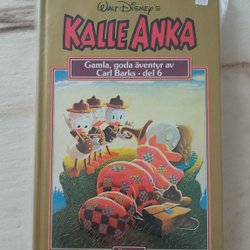 WALT DISNEY'S
KALLE ANKA
Gamla, goda äventyr av
Carl Barks - del 6